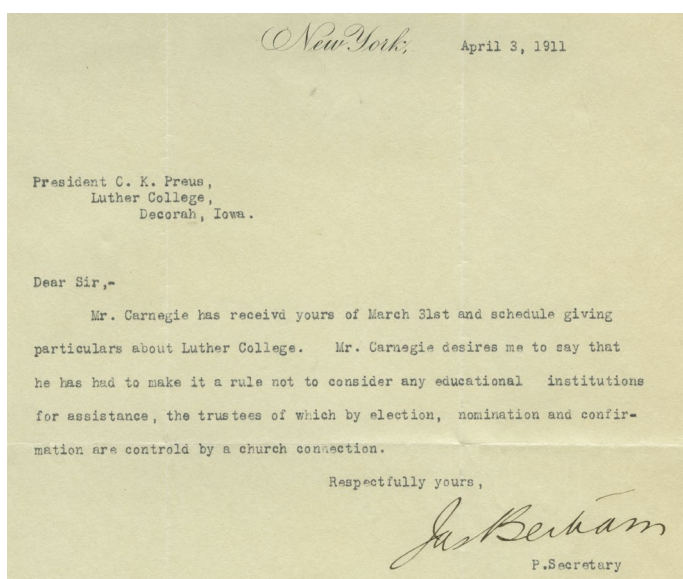 New York,    April 3, 1911
President C. K. Preus,
Luther College,
Decorah, Iowa.
Dear Sir,-
Mr. Carnegie has receivd yours of March 31st and schedule giving
particulars about Luther College.   Mr. Carnegie desires me to say that
he has had to make it a rule not to consider any educational   institutions
for assistance, the trustees of which by election, nomination and confir-
mation are controld by a church connection.
Respectfully yours,
Jas Bertram
P.Secretary